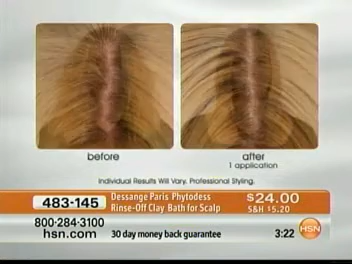 before
after
1 application
Individual Results Will Vary. Professional Styling.
483-145
Dessange Paris Phytodess
Rinse-Off Clay Bath for Scalp
$24.00
S&H 15.20
800-284-3100
hsn.com
30 day money back guarantee
3:22
HSN